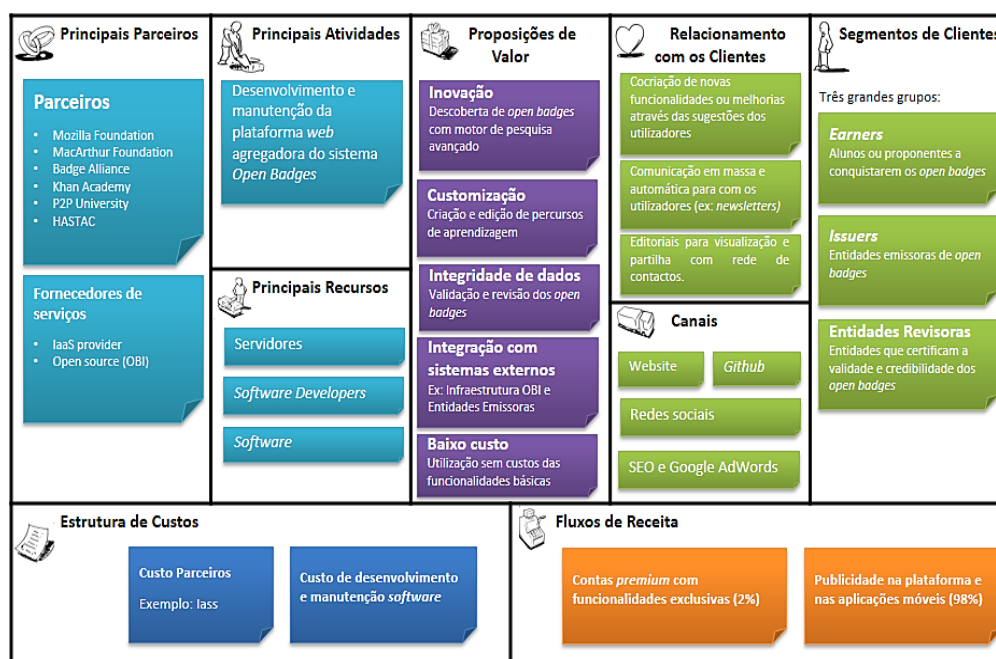 Principais Parceiros
Parceiros
• Mozilla Foundation
• MacArthur Foundation
• Badge Alliance
• Khan Academy
• P2P University
• HASTAC
Fornecedores de
serviços
• IaaS provider
• Open source (OBI)
Principais Atividades
Desenvolvimento e
manutenção da
plataforma web
agregadora do sistema
Open Badges
Principais Recursos
Servidores
Software Developers
Software
Proposições de
Valor
Inovação
Descoberta de open badges
com motor de pesquisa
avançado
Customização
Criação e edição de percursos
de aprendizagem
Integridade de dados
Validação e revisão dos open
badges
Integração com
sistemas externos
Ex: Infraestrutura OBI e
Entidades Emissoras
Baixo custo
Utilização sem custos das
funcionalidades básicas
Relacionamento
com os Clientes
Cocriação de novas
funcionalidades ou melhorias
através das sugestões dos
utilizadores
Comunicação em massa e
automática para com os
utilizadores (ex: newsletters)
Editoriais para visualização e
partilha com rede de
contactos.
Canais
Website
Github
Redes sociais
SEO e Google AdWords
Segmentos de Clientes
Três grandes grupos:
Earners
Alunos ou proponentes a
conquistarem os open badges
Issuers
Entidades emissoras de open
badges
Entidades Revisoras
Entidades que certificam a
validade e credibilidade dos
open badges
Estrutura de Custos
Custo Parceiros
Exemplo: Iass
Custo de desenvolvimento
e manutenção software
Fluxos de Receita
Contas premium com
funcionalidades exclusivas (2%)
Publicidade na plataforma e
nas aplicações móveis (98%)